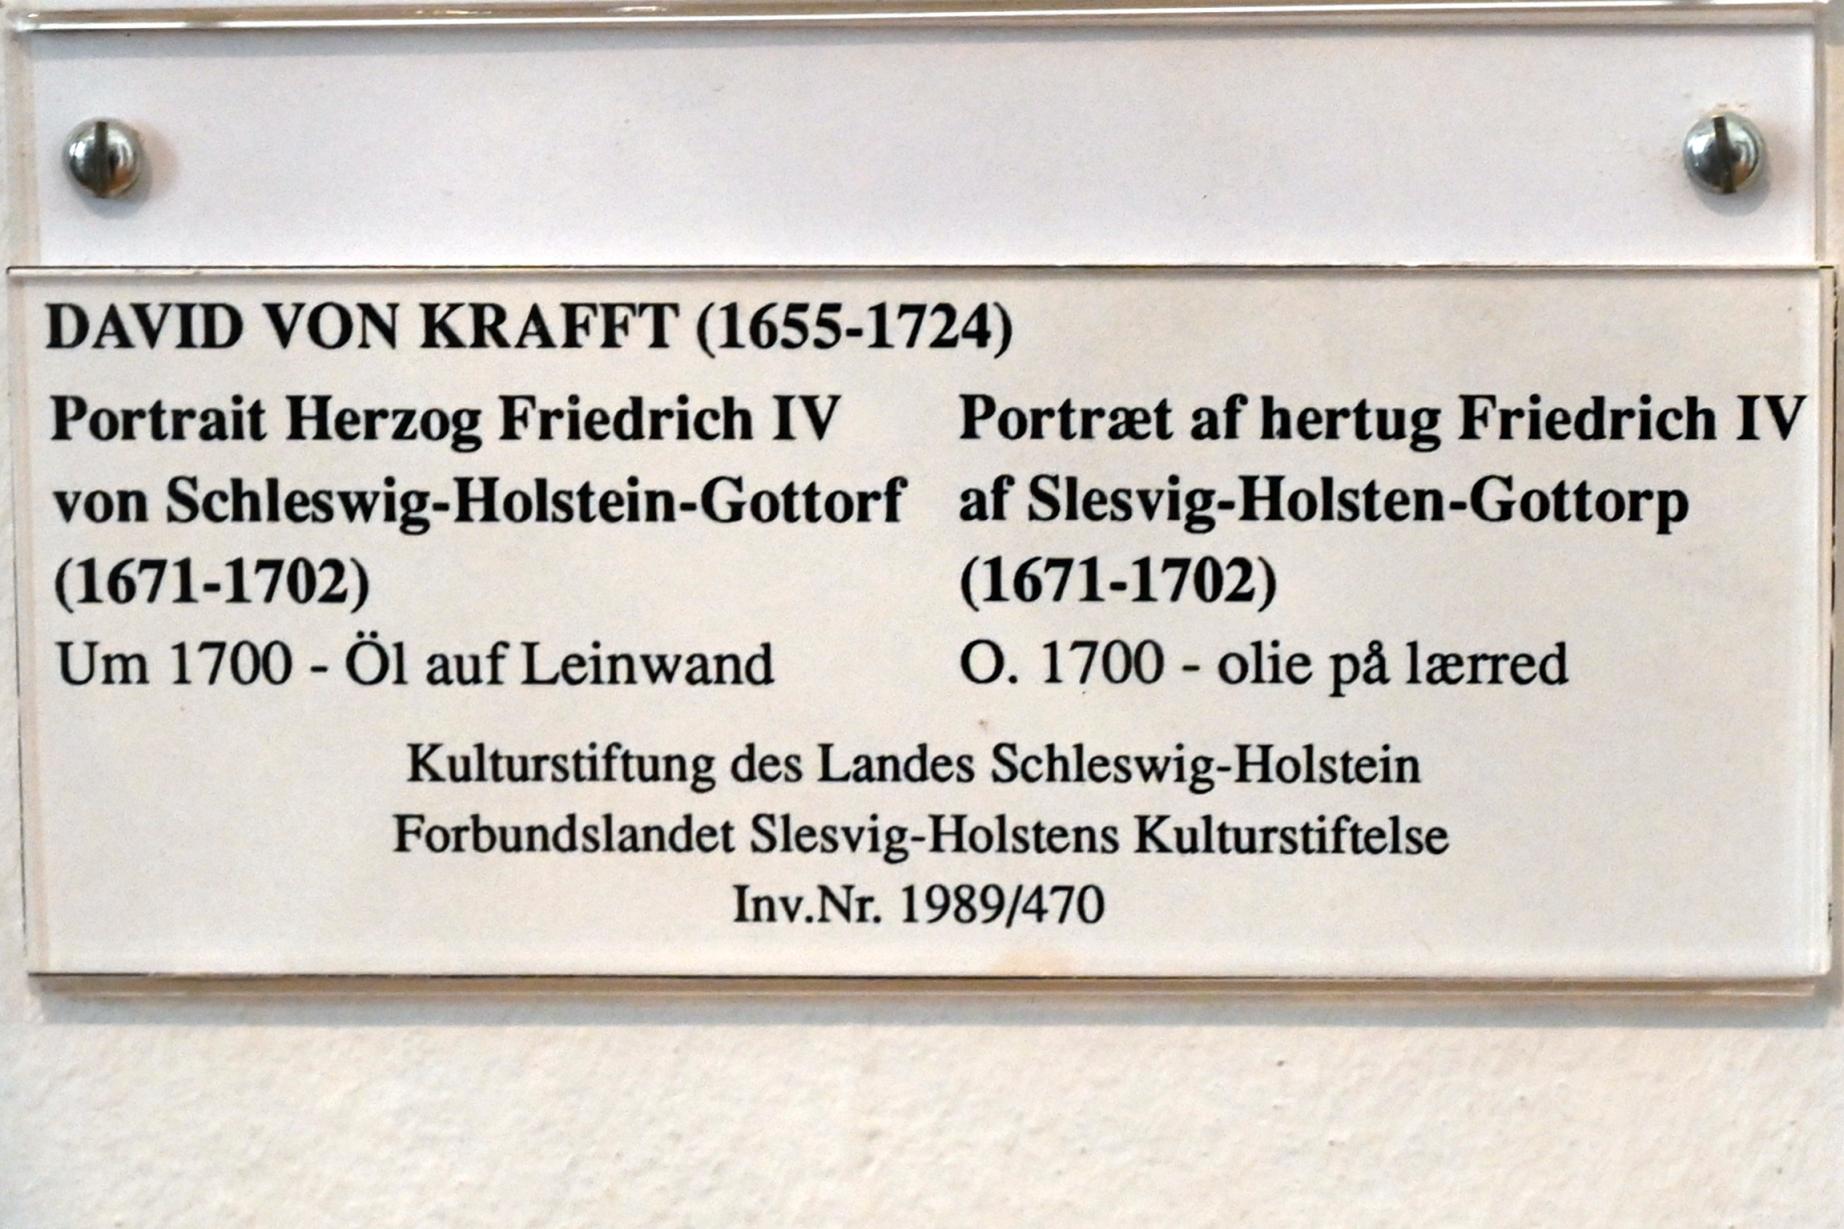 DAVID VON KRAFFT (1655-1724)
Portrait Herzog Friedrich IV
von Schleswig-Holstein-Gottorf
(1671-1702)
Um 1700 - Öl auf Leinwand
Portræt af hertug Friedrich IV
af Slesvig-Holsten-Gottorp
(1671-1702)
O. 1700 - olie på lærred
Kulturstiftung des Landes Schleswig-Holstein
Forbundslandet Slesvig-Holstens Kulturstiftelse
Inv.Nr. 1989/470